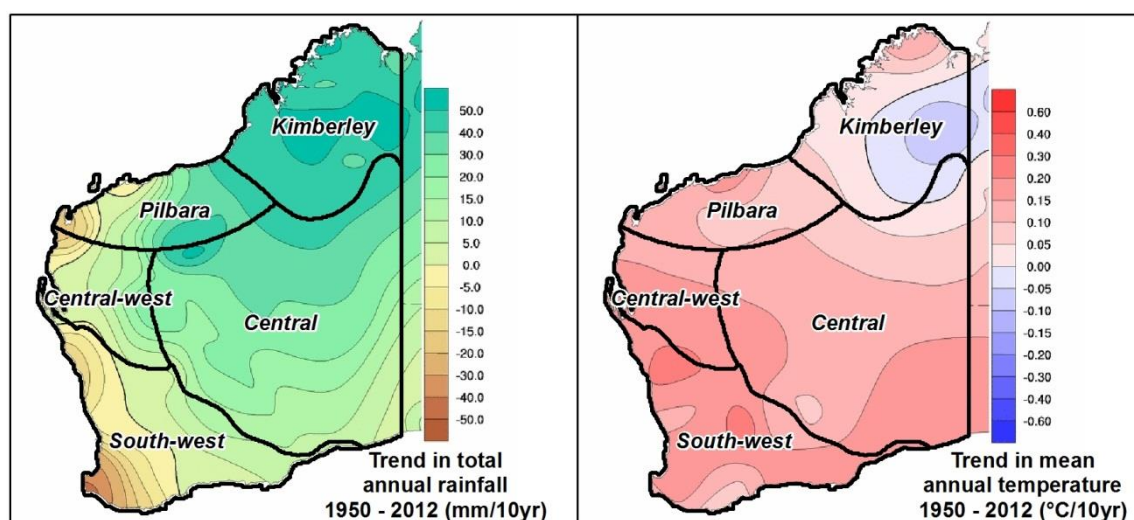 Kimberley
Pilbara
Central-west
Central
South-west
50.0
40.0
30.0
20.0
15.0
10.0
5.0
0.0
-5.0
-10.0
-15.0
-20.0
-30.0
-40.0
-50.0
Trend in total
annual rainfall
1950 - 2012 (mm/10yr)
Kimberley
Pilbara
Central-west
Central
South-west
0.60
0.40
0.30
0.20
0.15
0.10
0.05
0.00
-0.05
-0.10
-0.15
-0.20
-0.30
-0.40
-0.60
Trend in mean
annual temperature
1950 - 2012 (°C/10yr)